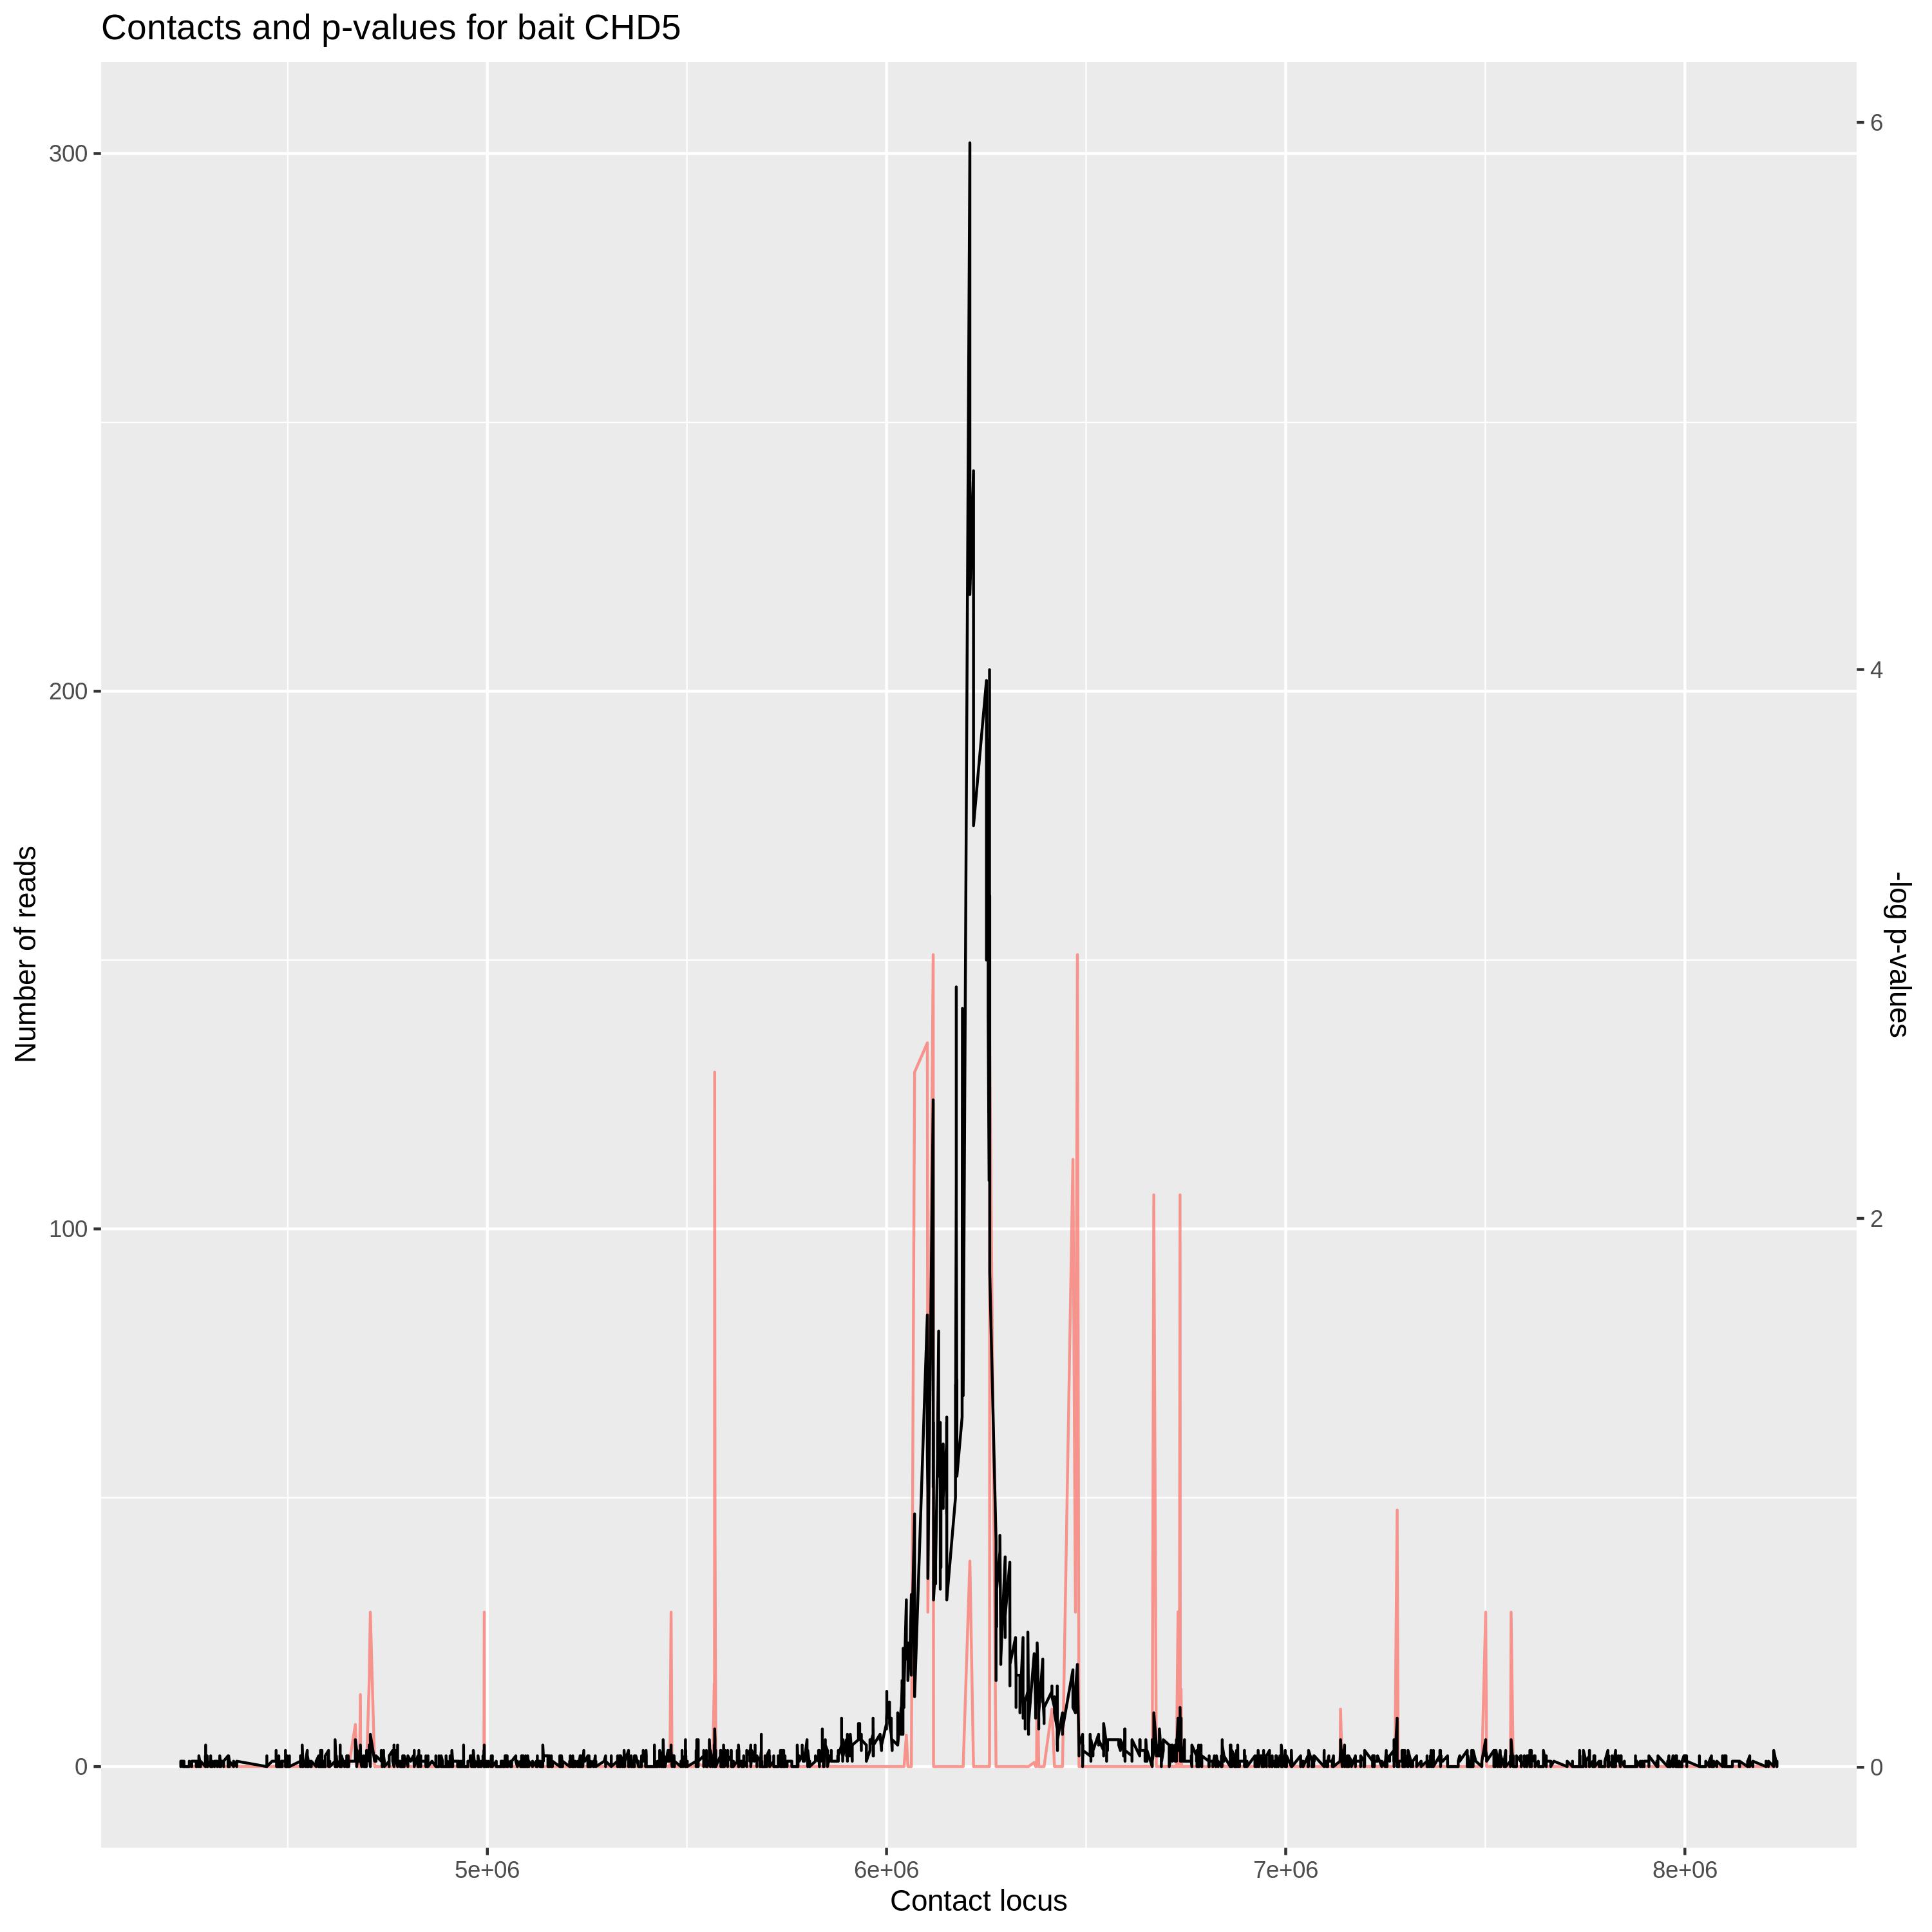 Contacts and p-values for bait CHD5
300
200
100
0
Number of reads
6
4
2
0
-log p-values
5e+06
6e+06
7e+06
8e+06
Contact locus